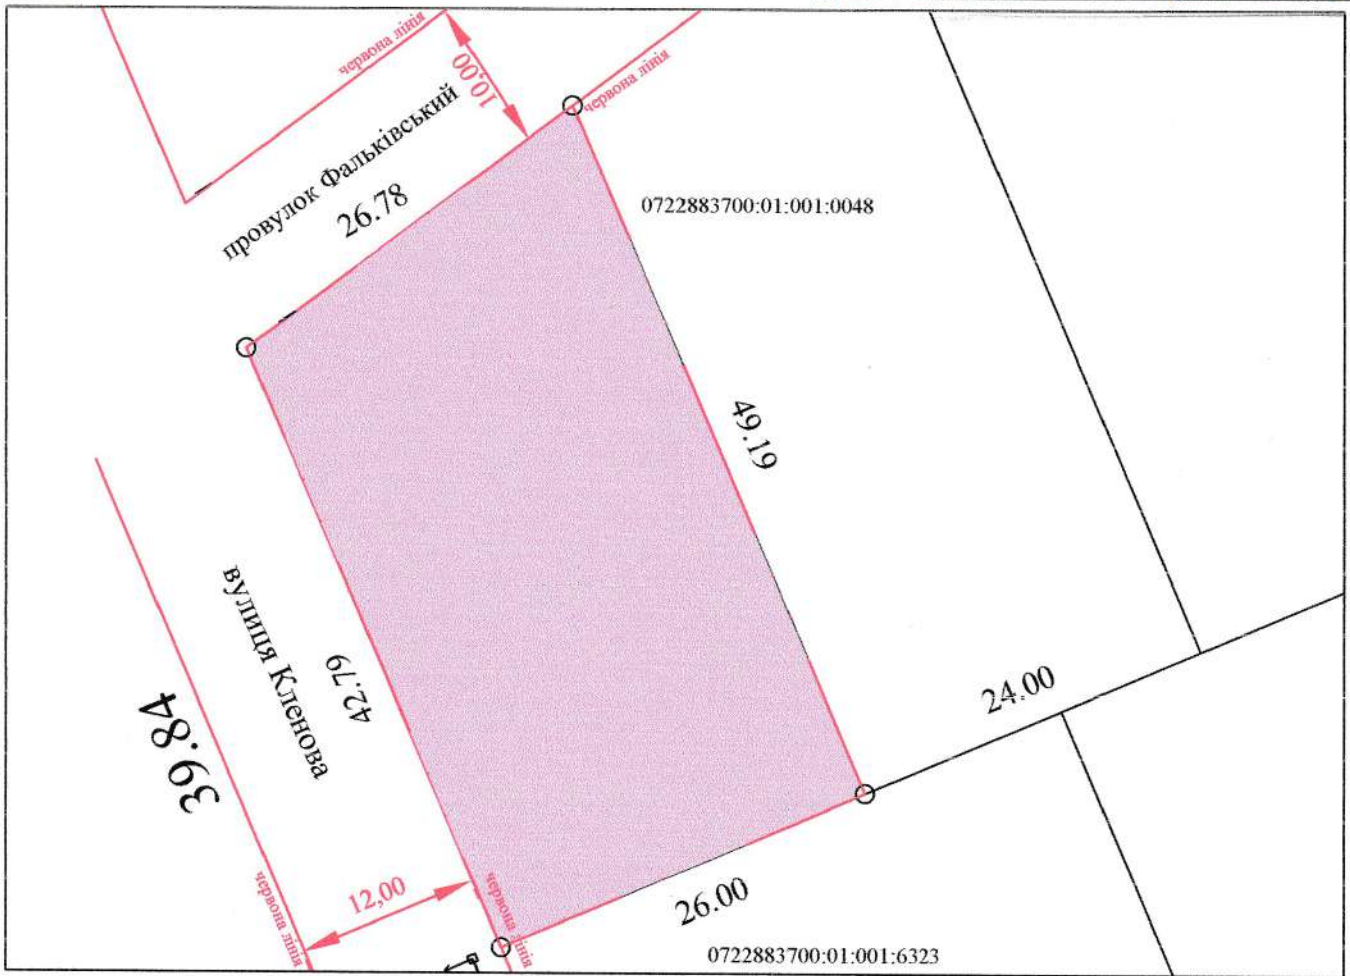 червона лінія
10,00
червона лінія
провулок Фальківський
26.78
0722883700:01:001:0048
49.19
вулиця Кленова
42.79
39.84
24.00
12,00
червона лінія
червона лінія
26.00
0722883700:01:001:6323